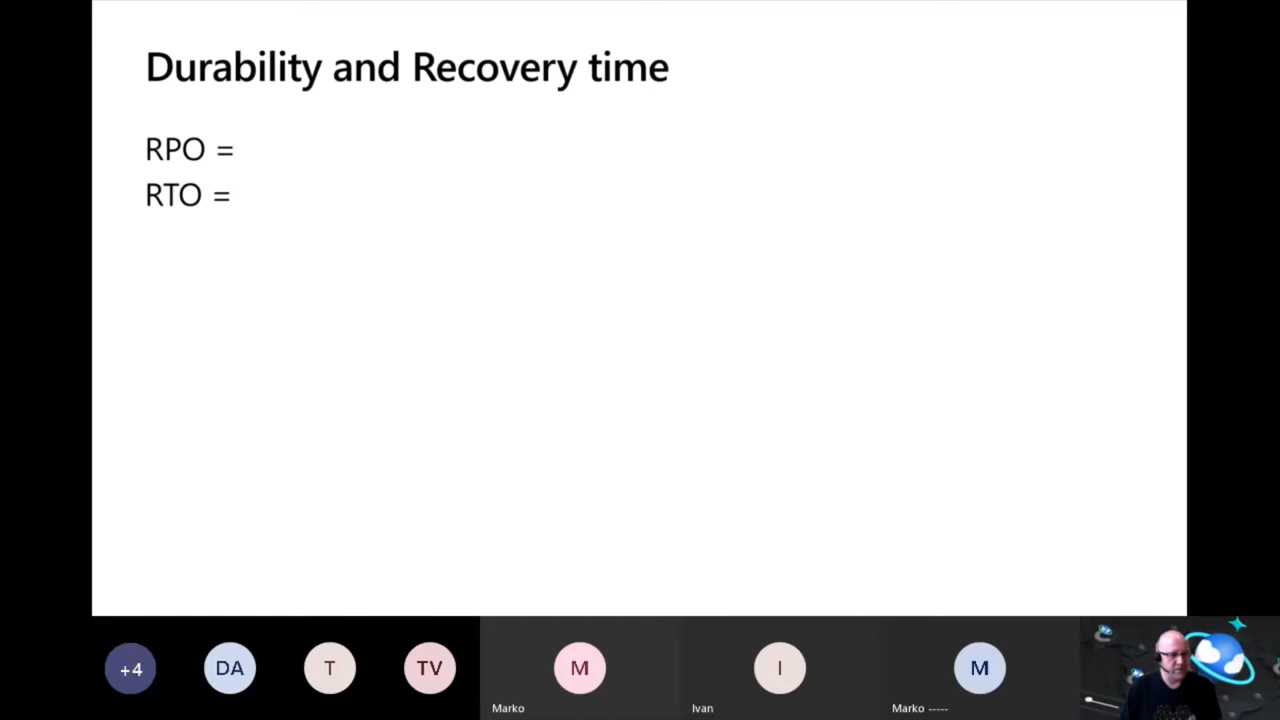 Durability and Recovery time
RPO =
RTO =
+4
DA
T
TV
M
I
M
Marko
Ivan
Marko -----